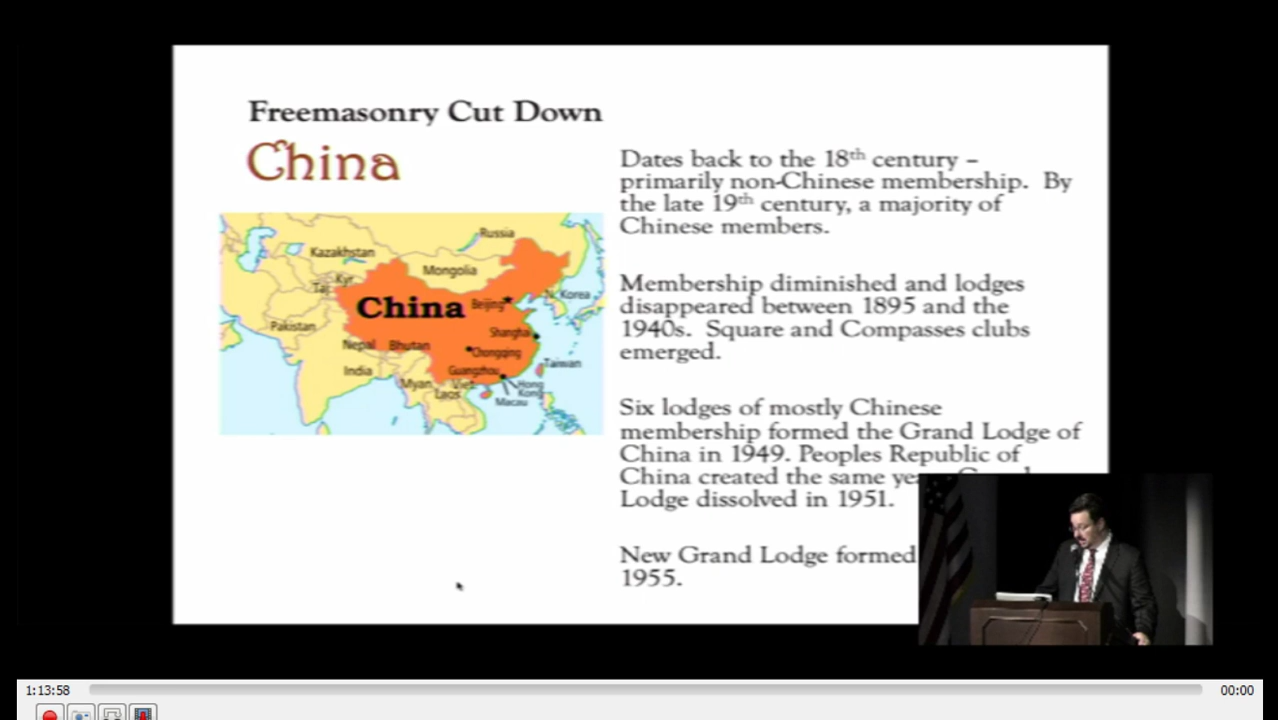 Freemasonry Cut Down
China
Dates back to the 18th century –
primarily non-Chinese membership. By
the late 19th century, a majority of
Chinese members.
Membership diminished and lodges
disappeared between 1895 and the
1940s. Square and Compasses clubs
emerged.
Six lodges of mostly Chinese
membership formed the Grand Lodge of
China in 1949. Peoples Republic of
China created the same
Lodge dissolved in 1951.
New Grand Lodge formed
1955.
Russia
Kazakhstan
Mongolia
Kyr
Taj
N. Korea
China
Beijing
Pakistan
Shangha
Nepal
Bhutan
Chongqing
Taiwan
India
Guangzhou
Myan
Viet
Hong
Kong
Laos
Macau
1:13:58
00:00